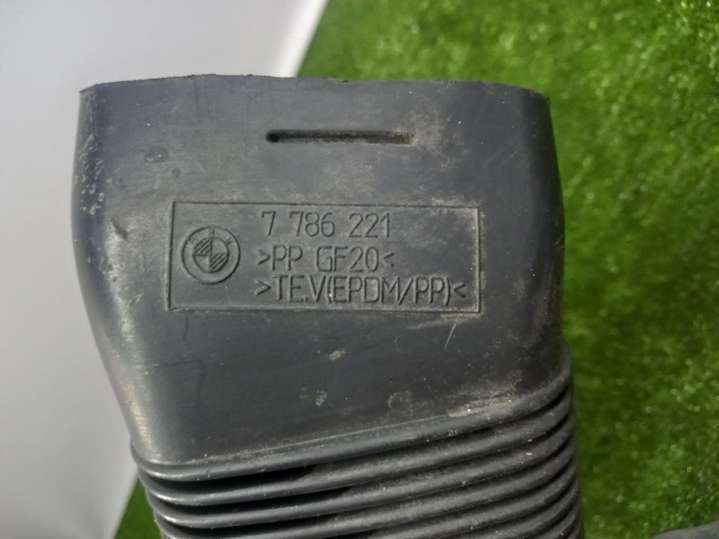 7 786 221
>PP GF20<
>TE.V(EPDM/PP)<